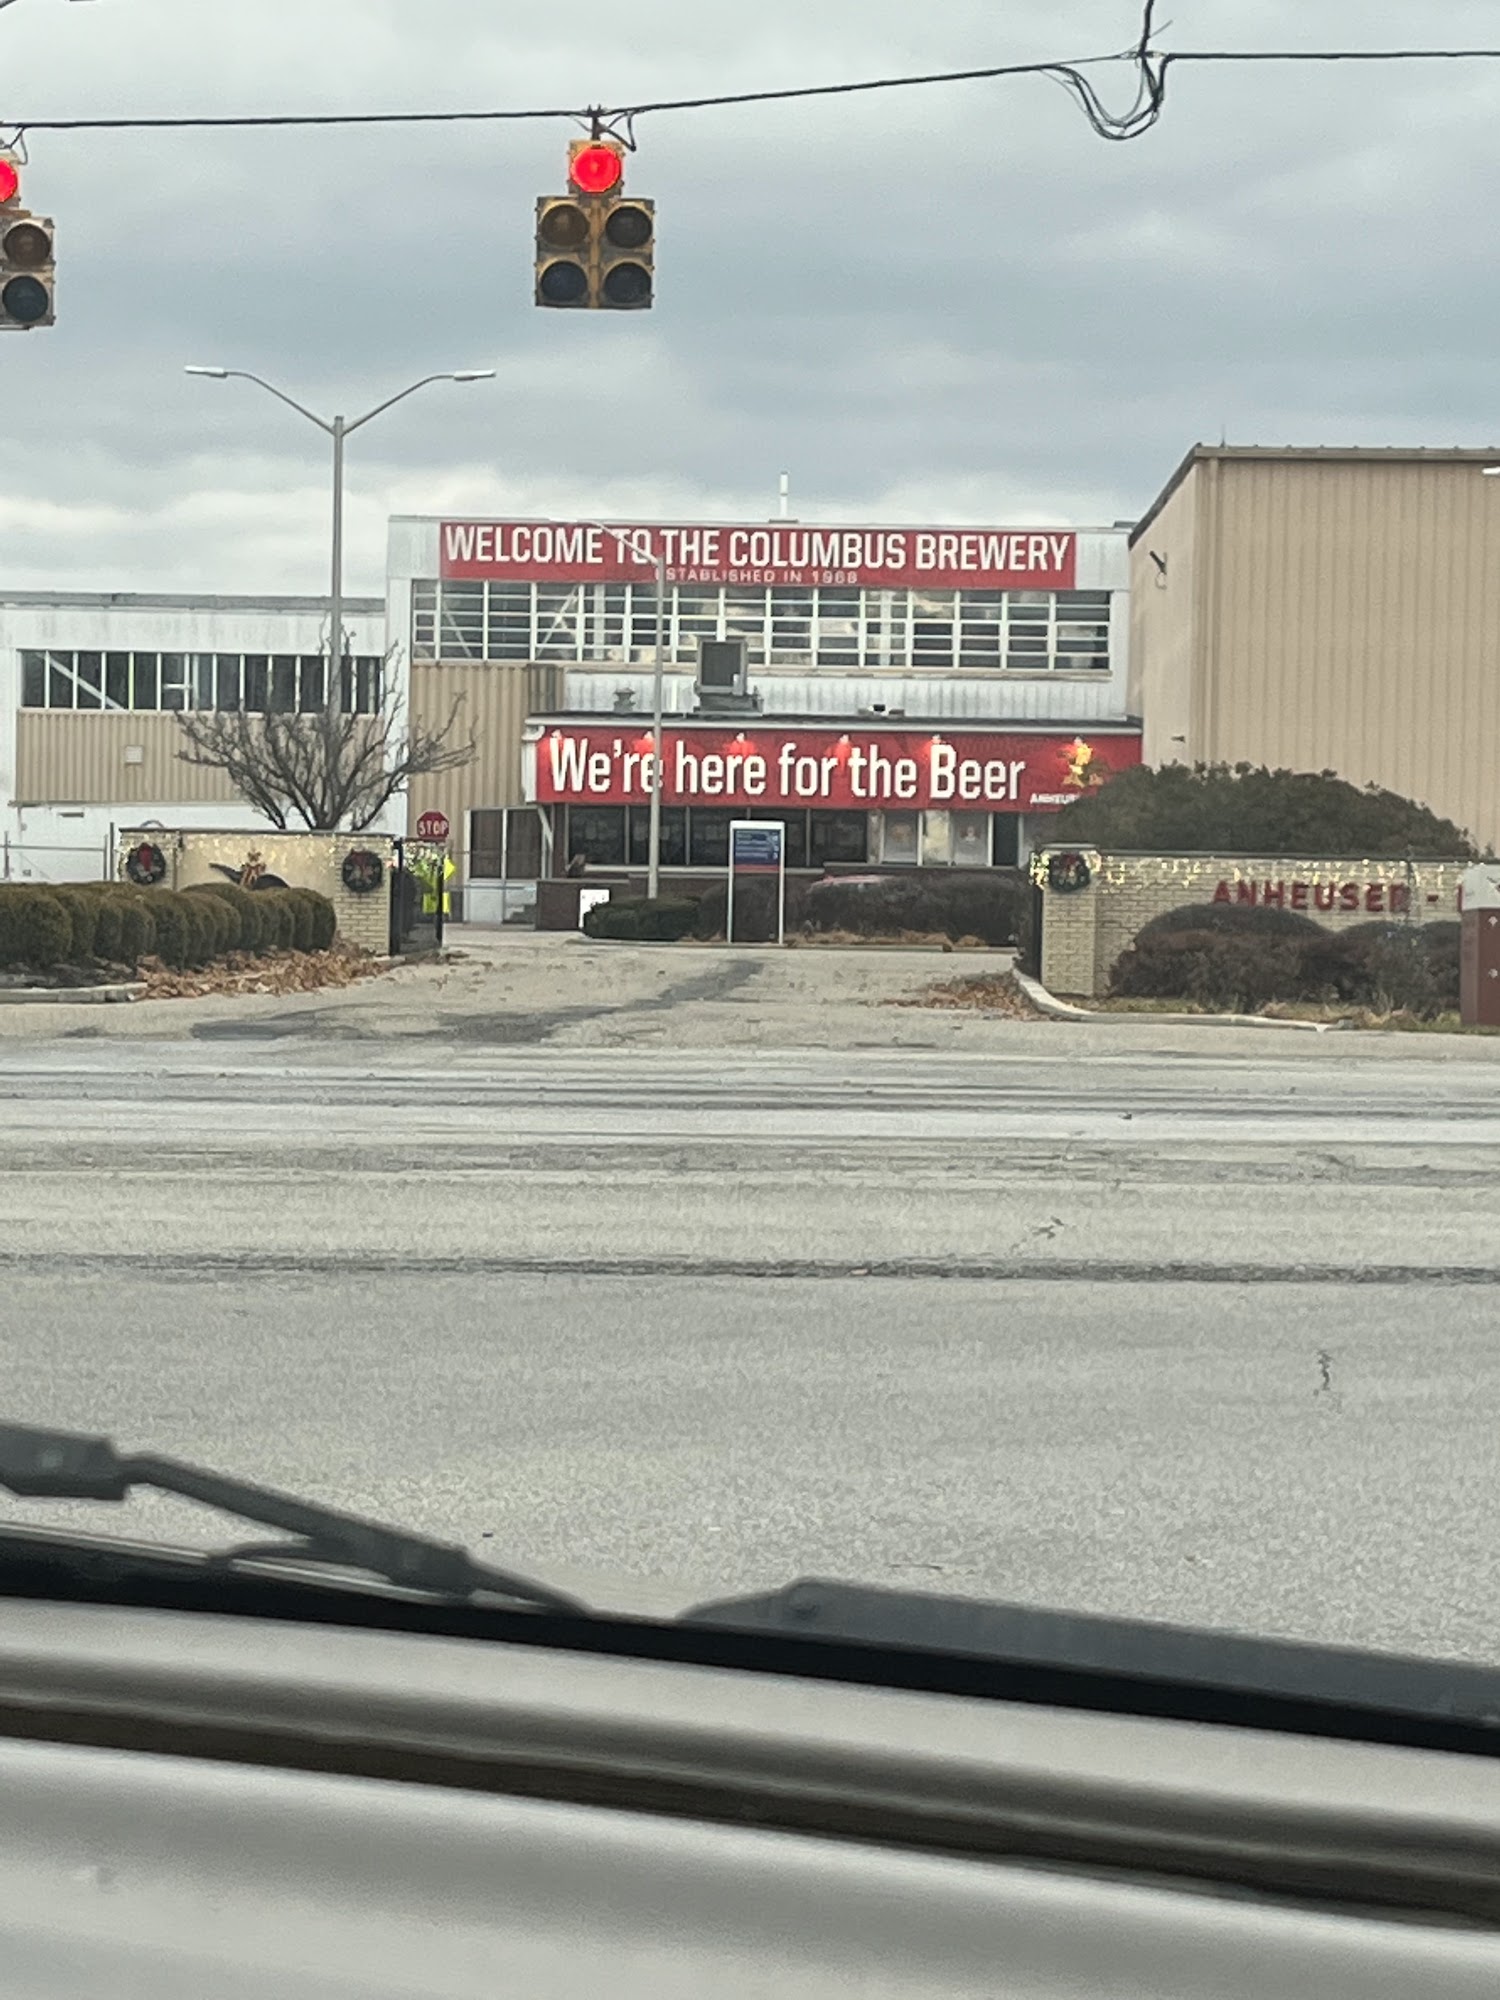 WELCOME TO THE COLUMBUS BREWERY
ESTABLISHED IN 1968
We're here for the Beer
STOP
ANHEUSER -